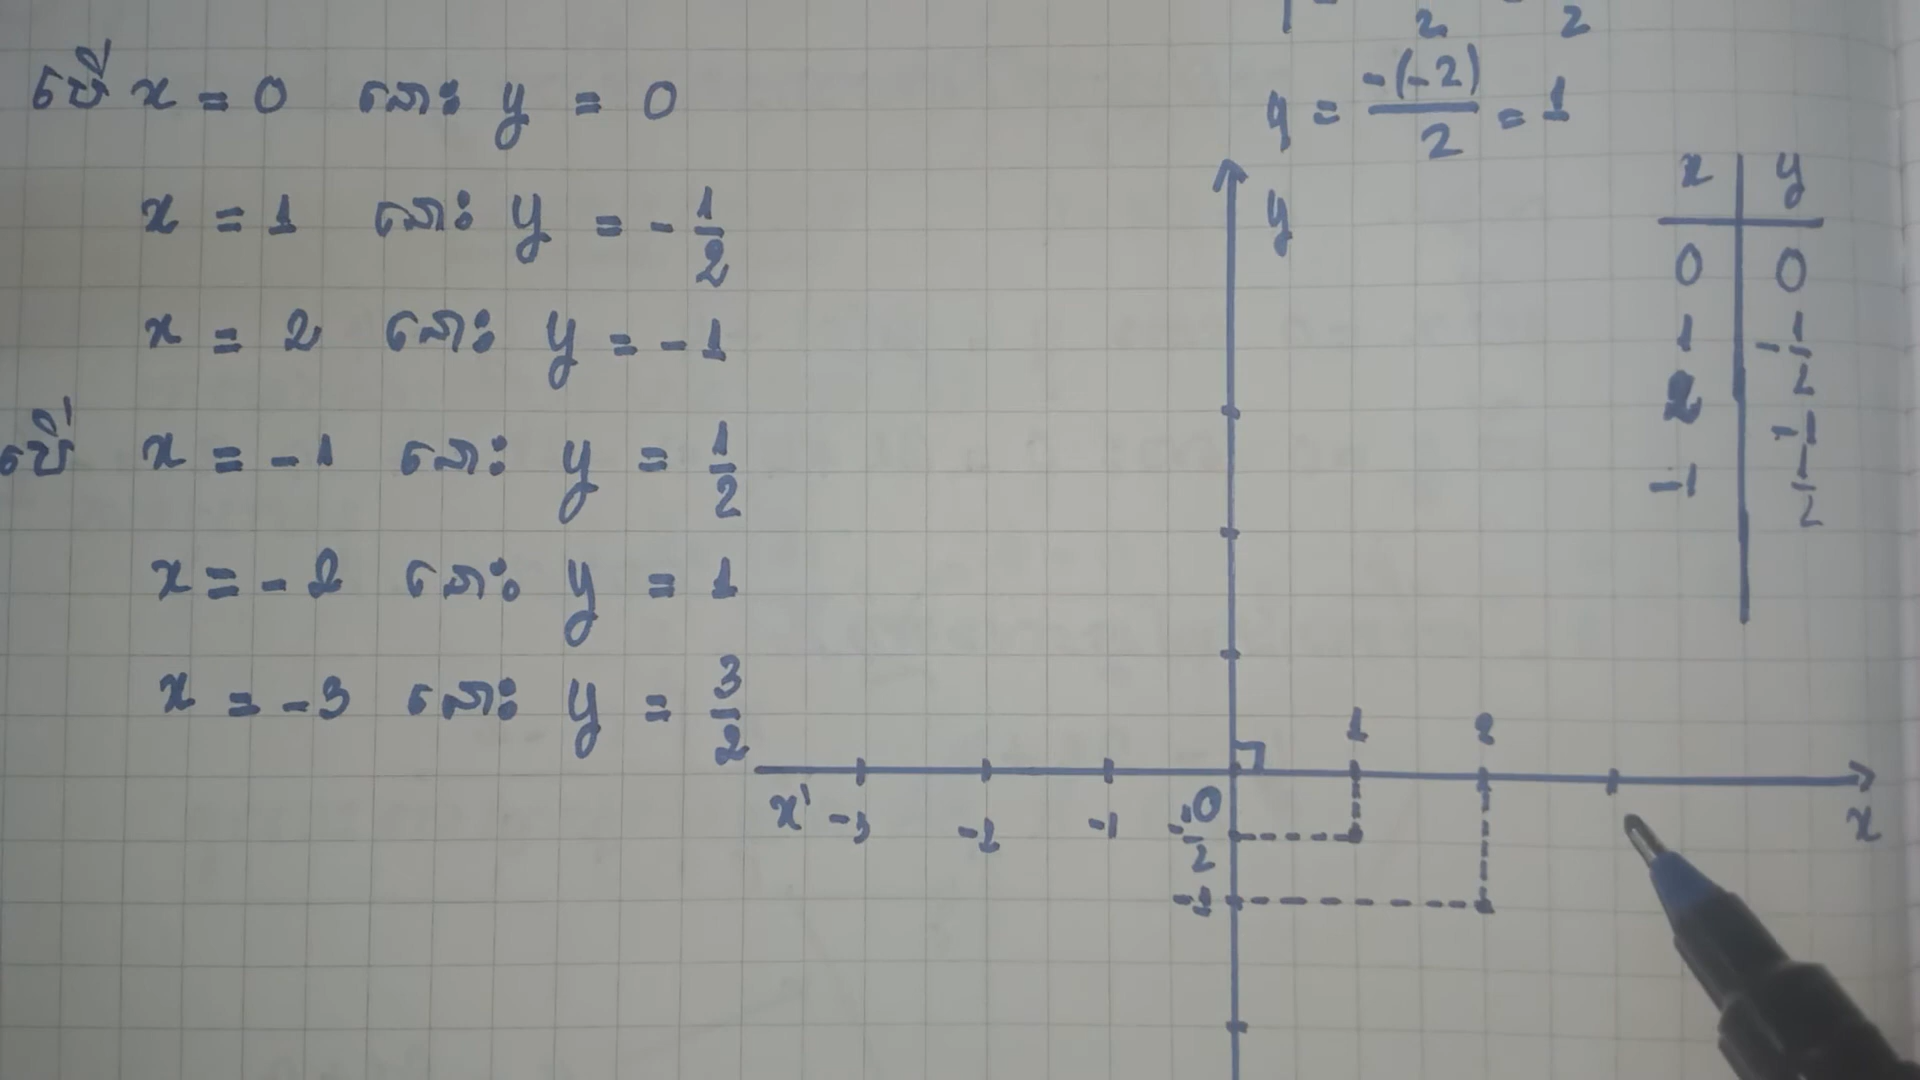 បើ x = 0 នោះ y = 0
x = 1 នោះ y = -1/2
x = 2 នោះ y = -1
បើ x = -1 នោះ y = 1/2
x = -2 នោះ y = 1
x = -3 នោះ y = 3/2
2 2
y = -(-2)/2 = 1
x y
0 0
1 -1/2
2 -1
-1 1/2
y
1 2
x' -3 -2 -1 0 x
-1/2
-1